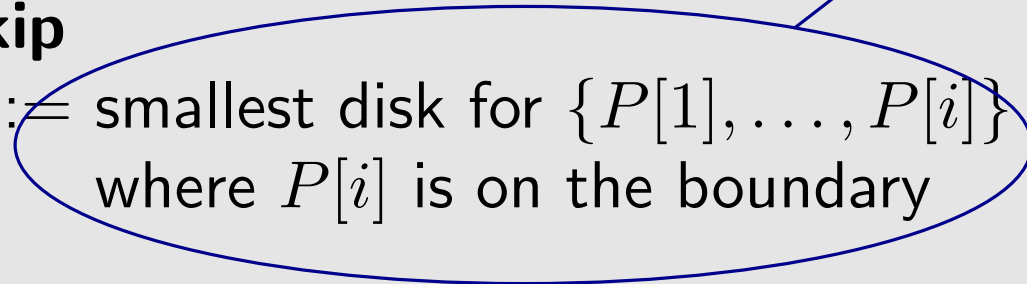 kip
:= smallest disk for {P[1], . . . , P[i]}
where P[i] is on the boundary